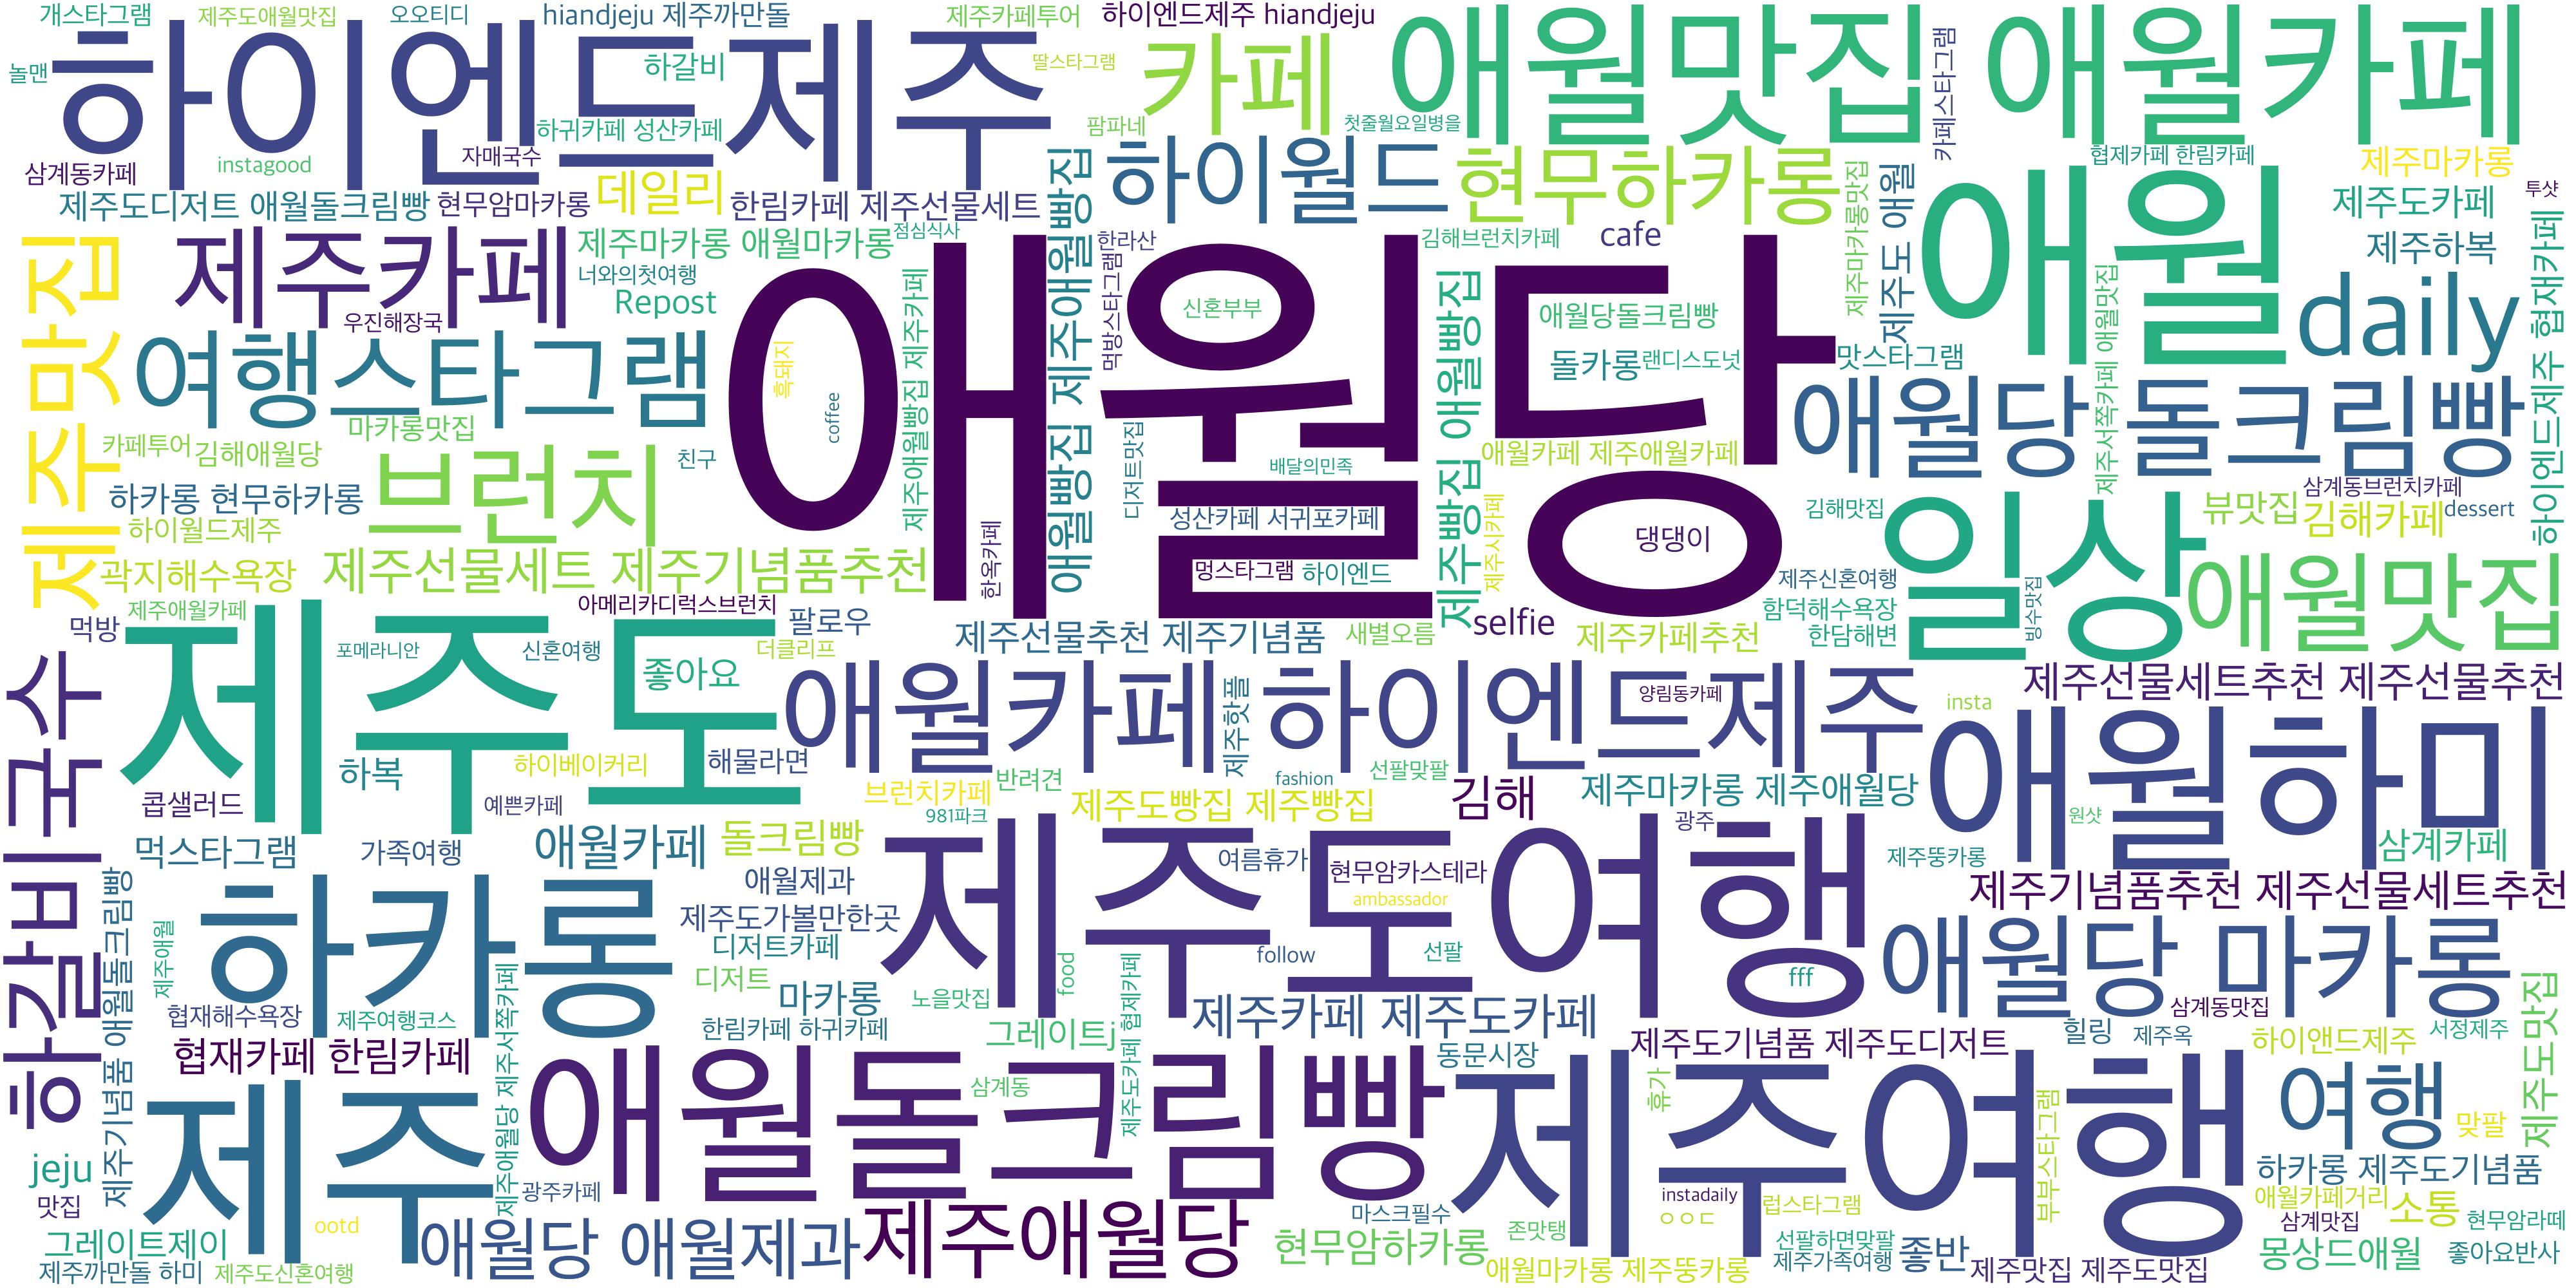 개스타그램 제주도애월맛집 오오티디 hiandjeju 제주까만돌 제주카페투어 하이엔드제주 hiandjeju
놀맨 하이엔드제주 하갈비 딸스타그램 카페 애월맛집 카페스타그램 애월카페
하귀카페 성산카페 팜파네 첫줄월요일병을
삼계동카페 instagood 자매국수 협제카페 한림카페 제주마카롱
제주도디저트 애월돌크림빵 현무암마카롱 데일리 한림카페 제주선물세트 하이월드 현무하카롱 제주마카롱맛집 제주도 애월 애월 제주도카페 투샷
제주맛집 제주카페 제주마카롱 애월마카롱 점심식사 한라산 김해브런치카페 cafe 제주하복
너와의첫여행 Repost 우진해장국 애월당 애월빵집 제주애월빵집 먹방스타그램 신혼부부 애월당돌크림빵 daily
여행스타그램 흑돼지 coffee 제주애월빵집 제주카페 돌카롱 랜디스도넛 맛스타그램 제주서쪽카페 애월맛집 하이엔드제주 협재카페
마카롱맛집 디저트맛집 제주빵집 애월빵집 애월당 돌크림빵
카페투어 김해애월당 브런치 친구 배달의민족 애월카페 제주애월카페
하카롱 현무하카롱 성산카페 서귀포카페 제주시카페 김해맛집 일상 삼계동브런치카페
하이월드제주 한옥카페 댕댕이 뷰맛집 김해카페 dessert
곽지해수욕장 제주선물세트 제주기념품추천 멍스타그램 하이엔드 제주신혼여행 애월맛집
제주애월카페 아메리카디럭스브런치 함덕해수욕장 빙수맛집
먹방 제주도 팔로우 제주선물추천 제주기념품 새별오름 selfie 제주카페추천 한담해변
포메라니안 신혼여행 좋아요 더클리프
하갈비국수 애월카페 제주핫플 하이엔드제주 양림동카페 insta 제주선물세트추천 제주선물추천
하복 하이베이커리 해물라면 애월하미
콥샐러드 예쁜카페 브런치카페 반려견 fashion 선팔맞팔 김해 제주마카롱 제주애월당
981파크 제주도빵집 제주빵집 광주 원샷
먹스타그램 가족여행 애월카페 돌크림빵 제주도여행 여름휴가 현무암카스테라 제주뚱카롱 삼계카페
제주기념품 애월돌크림빵 하카롱 애월제과 ambassador 제주기념품추천 제주선물세트추천
제주애월 제주도가볼만한곳 디저트카페 follow 선팔 fff 애월당 마카롱
디저트 마카롱 노을맛집 food 제주도카페 협제카페
협재해수욕장 제주여행코스 제주애월당 제주서쪽카페 한림카페 하귀카페 그레이트j 제주카페 제주도카페 삼계동맛집 제주도맛집
협재카페 한림카페 동문시장 제주도기념품 제주도디저트 힐링 제주옥 하이앤드제주 서정제주
제주 애월돌크림빵 삼계동 제주여행 휴가 여행 맞팔
jeju 광주카페 하카롱 제주도기념품
맛집 ootd 애월당 애월제과 제주애월당 마스크필수 instadaily 럽스타그램 부부스타그램 애월카페거리
ㅇㅇㄷ 삼계맛집 소통 현무암라떼
그레이트제이 현무암하카롱 존맛탱 선팔하면맞팔 좋반 몽상드애월 좋아요반사
제주까만돌 하미 제주도신혼여행 애월마카롱 제주뚱카롱 제주가족여행 제주맛집 제주도맛집